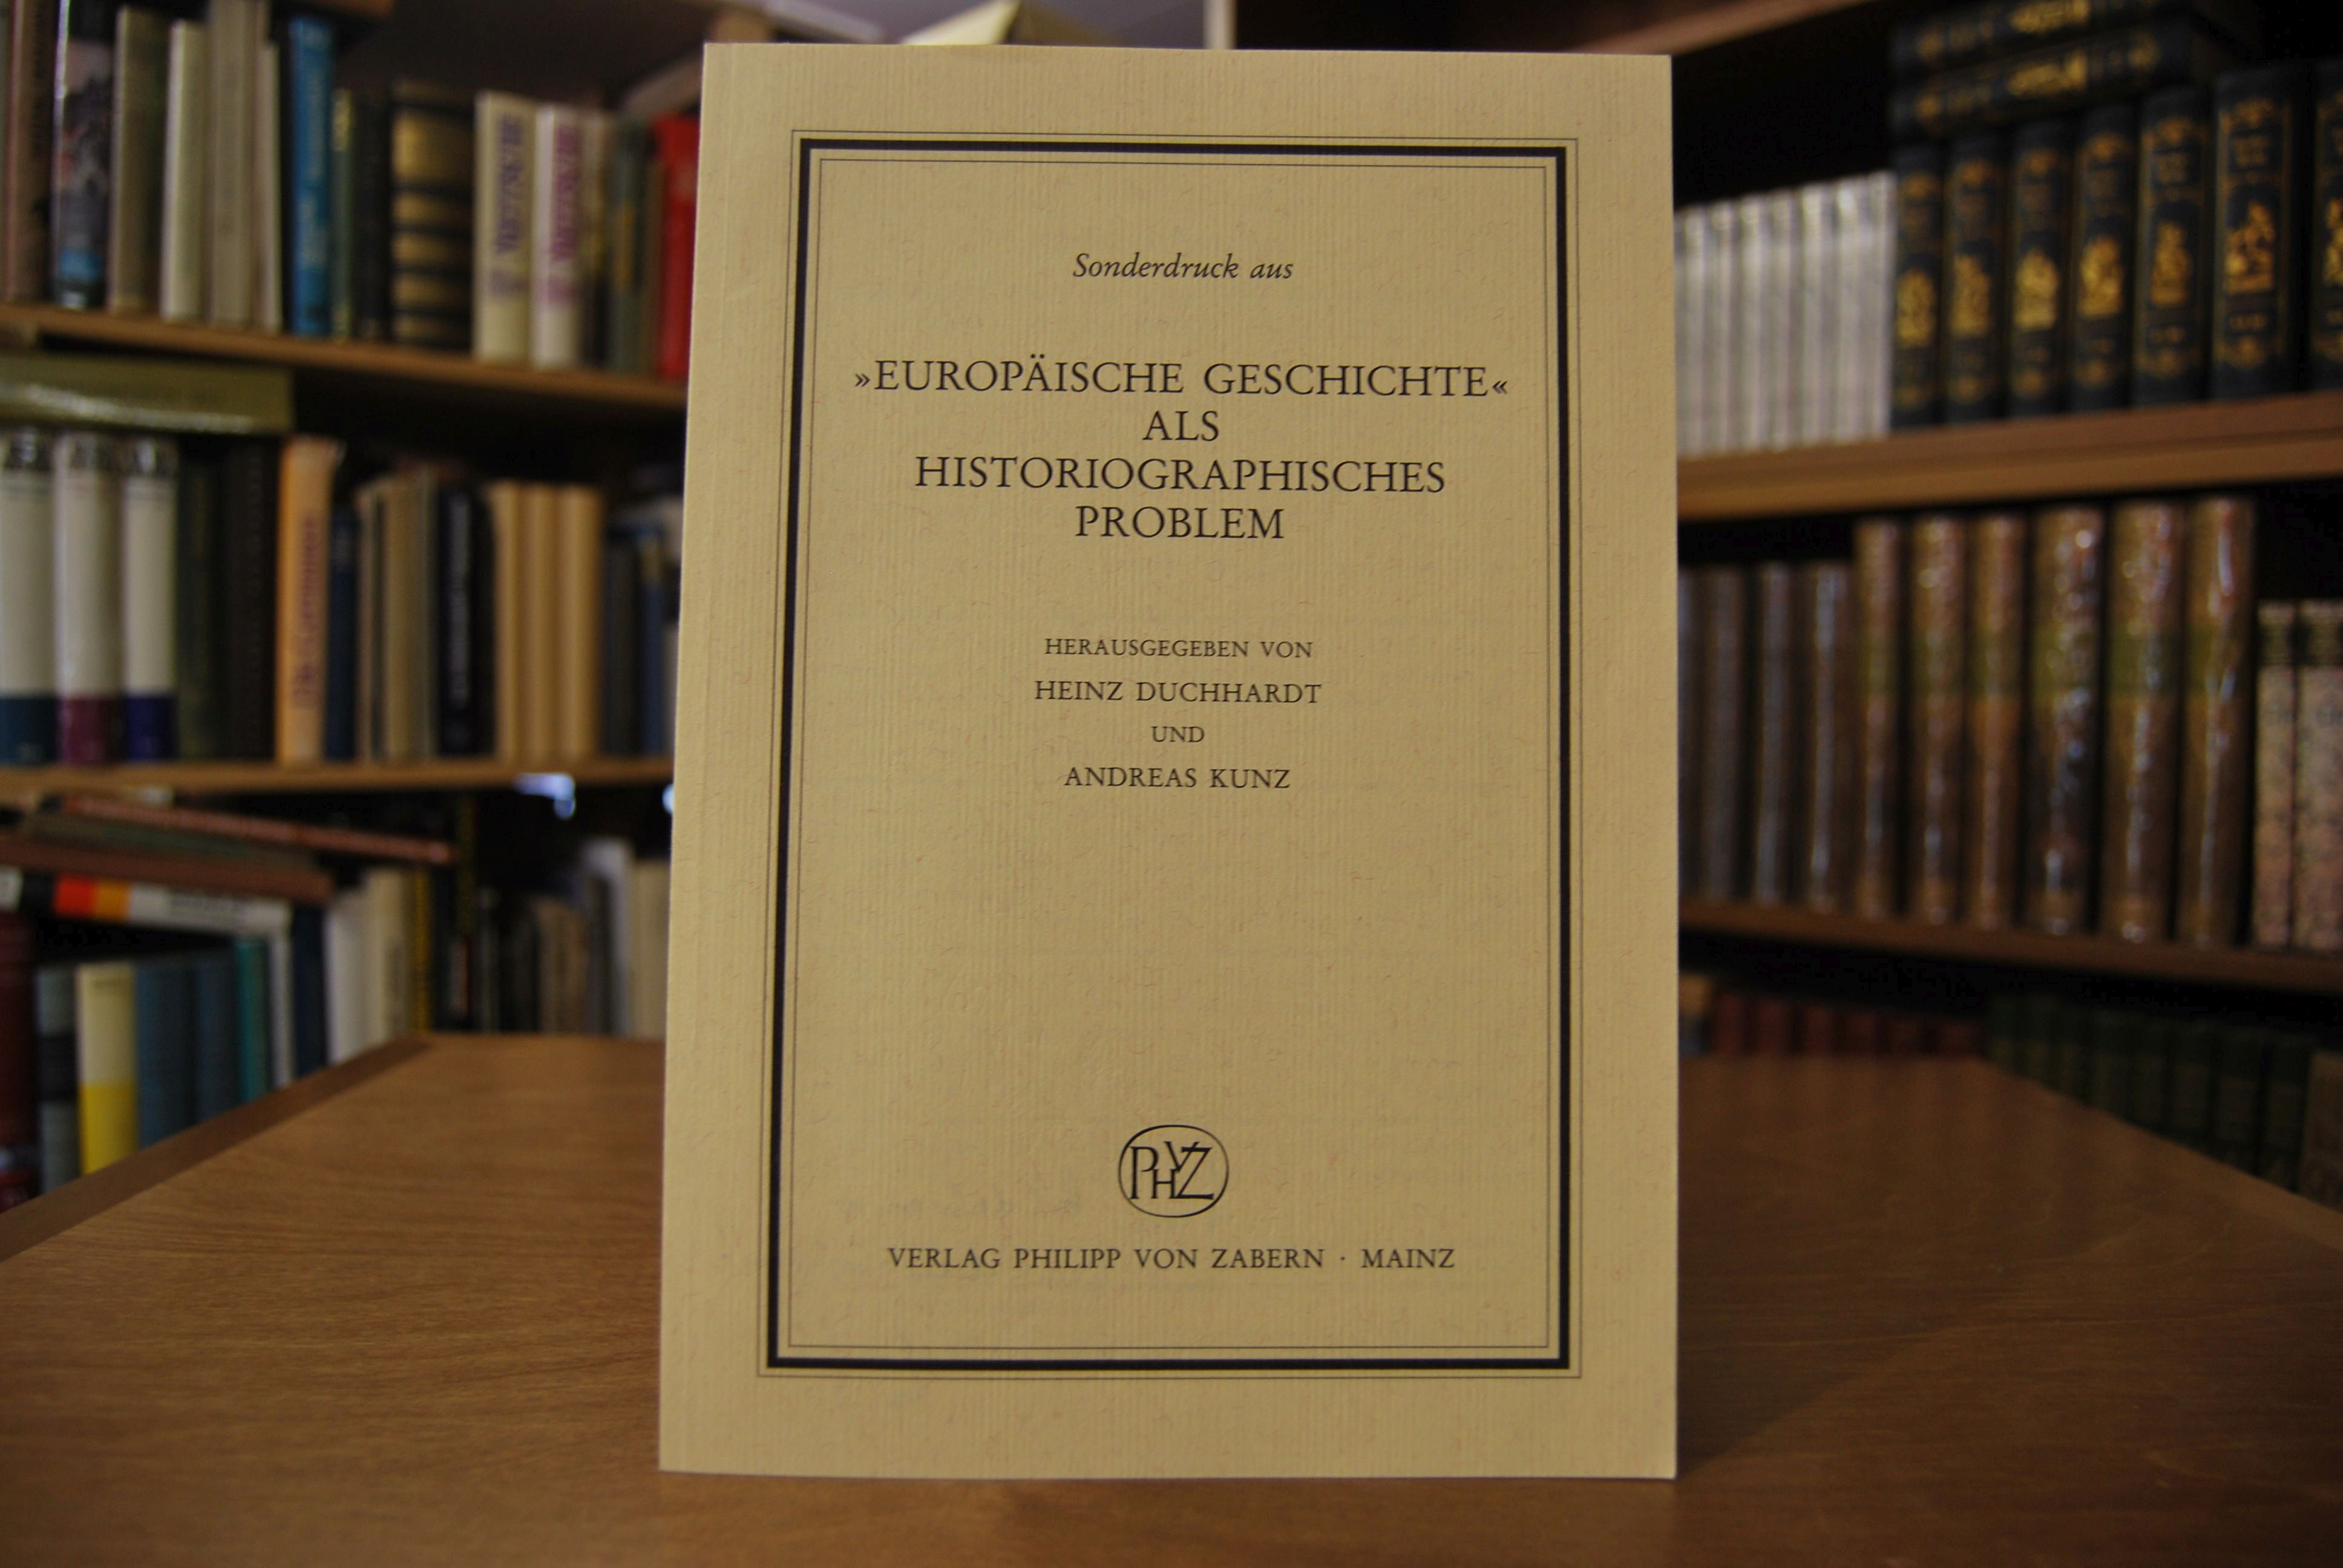 Sonderdruck aus
»EUROPÄISCHE GESCHICHTE«
ALS
HISTORIOGRAPHISCHES
PROBLEM
HERAUSGEGEBEN VON
HEINZ DUCHHARDT
UND
ANDREAS KUNZ
PHVZ
VERLAG PHILIPP VON ZABERN · MAINZ